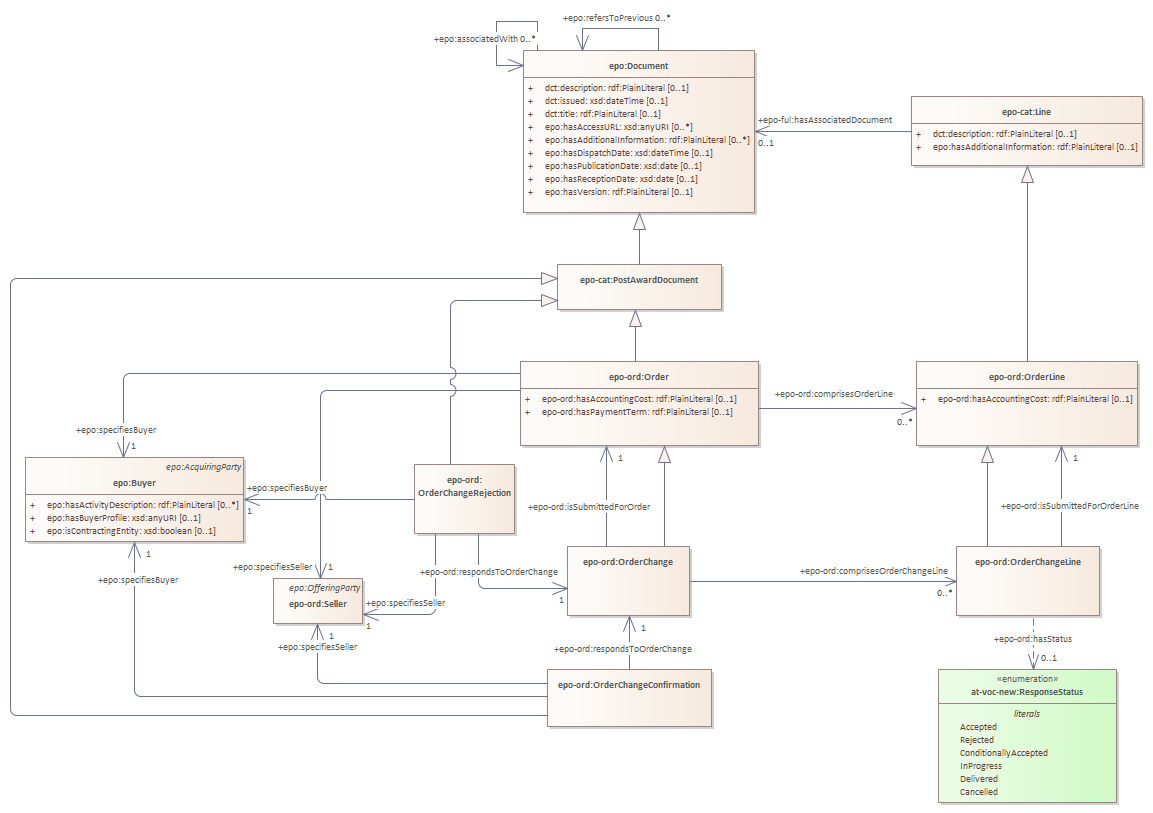 +epo:refersToPrevious 0..*
+epo:associatedWith 0..*
epo:Document
+ dct:description: rdf:PlainLiteral [0..1]
+ dct:issued: xsd:dateTime [0..1]
+ dct:title: rdf:PlainLiteral [0..1]
+ epo:hasAccessURL: xsd:anyURI [0..*]
+ epo:hasAdditionalInformation: rdf:PlainLiteral [0..*]
+ epo:hasDispatchDate: xsd:dateTime [0..1]
+ epo:hasPublicationDate: xsd:date [0..1]
+ epo:hasReceptionDate: xsd:date [0..1]
+ epo:hasVersion: rdf:PlainLiteral [0..1]
+epo-ful:hasAssociatedDocument
0..1
epo-cat:Line
+ dct:description: rdf:PlainLiteral [0..1]
+ epo:hasAdditionalInformation: rdf:PlainLiteral [0..1]
epo-cat:PostAwardDocument
epo-ord:Order
+ epo-ord:hasAccountingCost: rdf:PlainLiteral [0..1]
+ epo-ord:hasPaymentTerm: rdf:PlainLiteral [0..1]
+epo-ord:comprisesOrderLine
0..*
epo-ord:OrderLine
+ epo-ord:hasAccountingCost: rdf:PlainLiteral [0..1]
+epo:specifiesBuyer
1
epo:AcquiringParty
epo:Buyer
+ epo:hasActivityDescription: rdf:PlainLiteral [0..*]
+ epo:hasBuyerProfile: xsd:anyURI [0..1]
+ epo:isContractingEntity: xsd:boolean [0..1]
+epo:specifiesBuyer
1
epo-ord:
OrderChangeRejection
1
+epo-ord:isSubmittedForOrder
1
+epo-ord:isSubmittedForOrderLine
1
+epo:specifiesBuyer
+epo:specifiesSeller
1
epo:OfferingParty
epo-ord:Seller
+epo:specifiesSeller
1
+epo-ord:respondsToOrderChange
1
epo-ord:OrderChange
+epo-ord:comprisesOrderChangeLine
0..*
epo-ord:OrderChangeLine
1
+epo:specifiesSeller
1
+epo-ord:respondsToOrderChange
epo-ord:OrderChangeConfirmation
+epo-ord:hasStatus
0..1
«enumeration»
at-voc-new:ResponseStatus
literals
Accepted
Rejected
ConditionallyAccepted
InProgress
Delivered
Cancelled